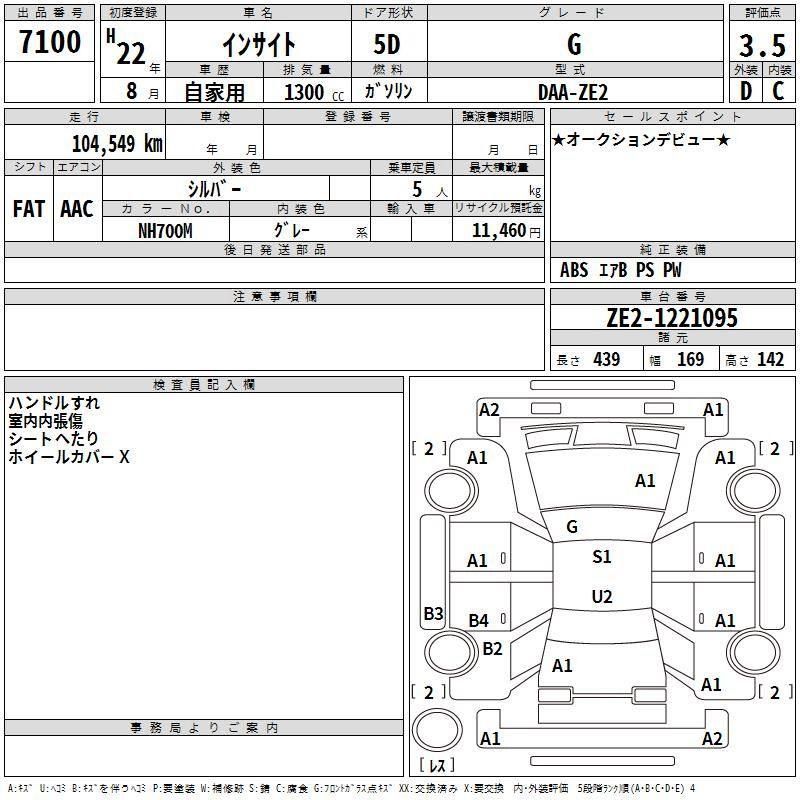 出品番号 初度登録 車名 ドア形状 グレード 評価点
7100 H22年 インサイト 5D G 3.5
車歴 排気量 燃料 型式 外装 内装
8月 自家用 1300 CC ガソリン DAA-ZE2 D C
走行 車検 登録番号 譲渡書類期限 セールスポイント
104,549 km 年 月 月 日 ★オークションデビュー★
シフト エアコン 外装色 乗車定員 最大積載量
FAT AAC シルバー 5人 kg
カラーNo. 内装色 輸入車 リサイクル預託金
NH700M グレー 系 11,460円
後日発送部品 純正装備
ABS エアB PS PW
注意事項欄 車台番号
ZE2-1221095
諸元
長さ 439 幅 169 高さ 142
検査員記入欄
ハンドルすれ
室内内張傷
シートへたり
ホイールカバーX
A2 A1
[ 2 ] A1 A1 [ 2 ]
A1
G
A1 S1 A1
U2
B3 B4 A1
B2
A1
[ 2 ] A1 [ 2 ]
A1 A2
[ レス ]
事務局よりご案内
A:キズ U:ヘコミ B:キズを伴うヘコミ P:要塗装 W:補修跡 S:錆 C:腐食 G:フロントガラス点キズ XX:交換済み X:要交換 内・外装評価 5段階ランク順(A・B・C・D・E) 4